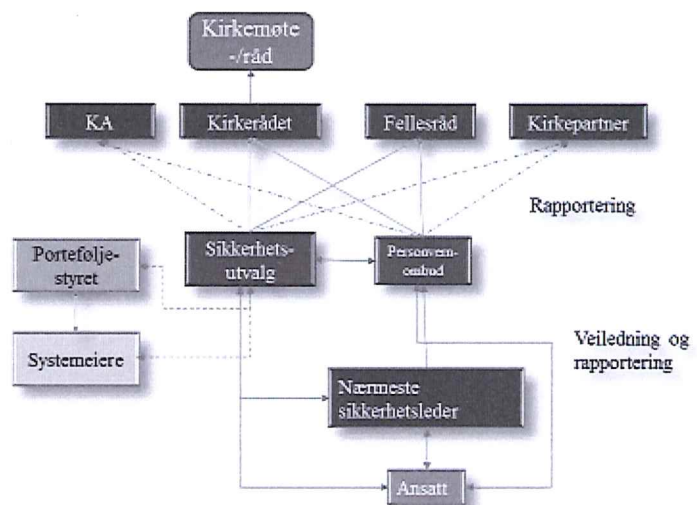 Kirkemøte
-/råd
KA
Kirkerådet
Fellesråd
Kirkepartner
Rapportering
Portefølje-
styret
Sikkerhets-
utvalg
Personvern-
ombud
Systemeiere
Veiledning og
rapportering
Nærmeste
sikkerhetsleder
Ansatt